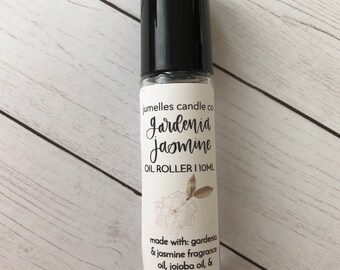 jumelles candle co
gardenia
jasmine
OIL ROLLER | 10ML
made with: gardenia
& jasmine fragrance
oil, jojoba oil, &